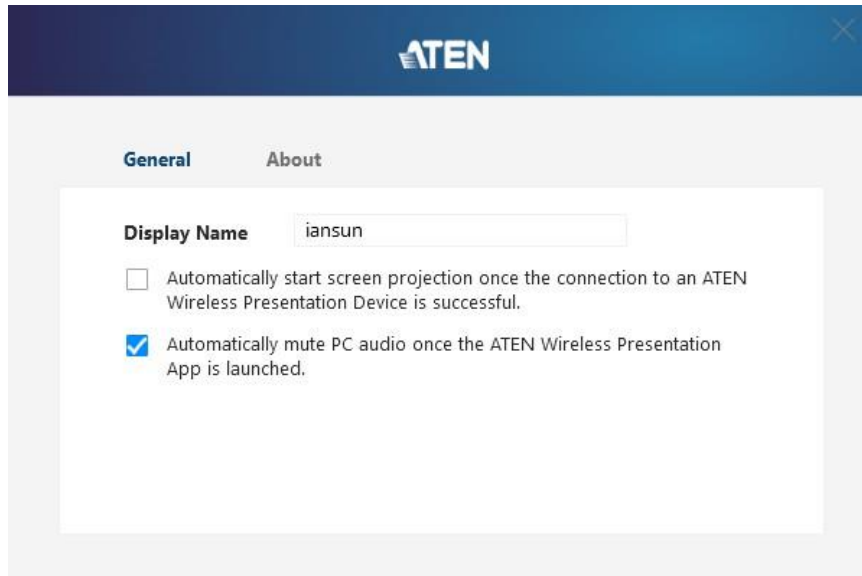 ATEN
General About
Display Name iansun
Automatically start screen projection once the connection to an ATEN
Wireless Presentation Device is successful.
Automatically mute PC audio once the ATEN Wireless Presentation
App is launched.